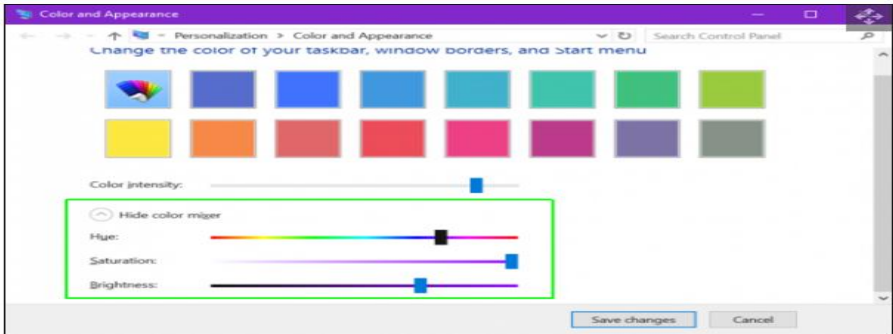 Color and Appearance
Personalization > Color and Appearance
Search Control Panel
Change the color of your taskbar, window borders, and Start menu
Color intensity:
Hide color mixer
Hue:
Saturation:
Brightness:
Save changes
Cancel